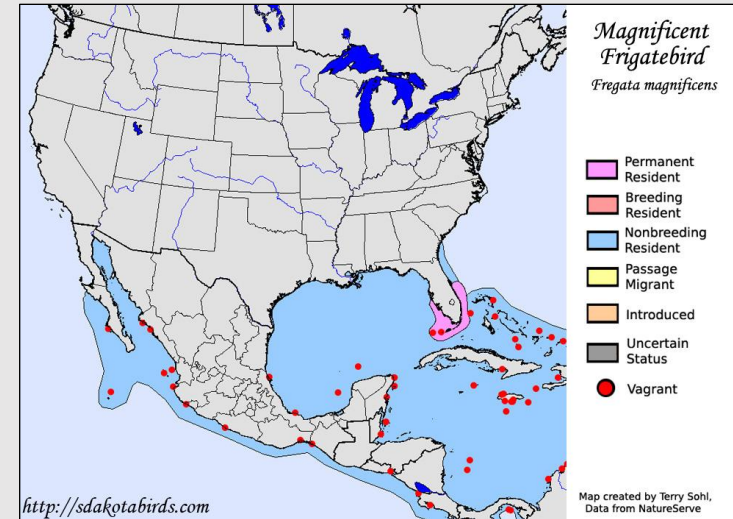 Magnificent
Frigatebird
Fregata magnificens
Permanent
Resident
Breeding
Resident
Nonbreeding
Resident
Passage
Migrant
Introduced
Uncertain
Status
Vagrant
http://sdakotabirds.com
Map created by Terry Sohl,
Data from NatureServe